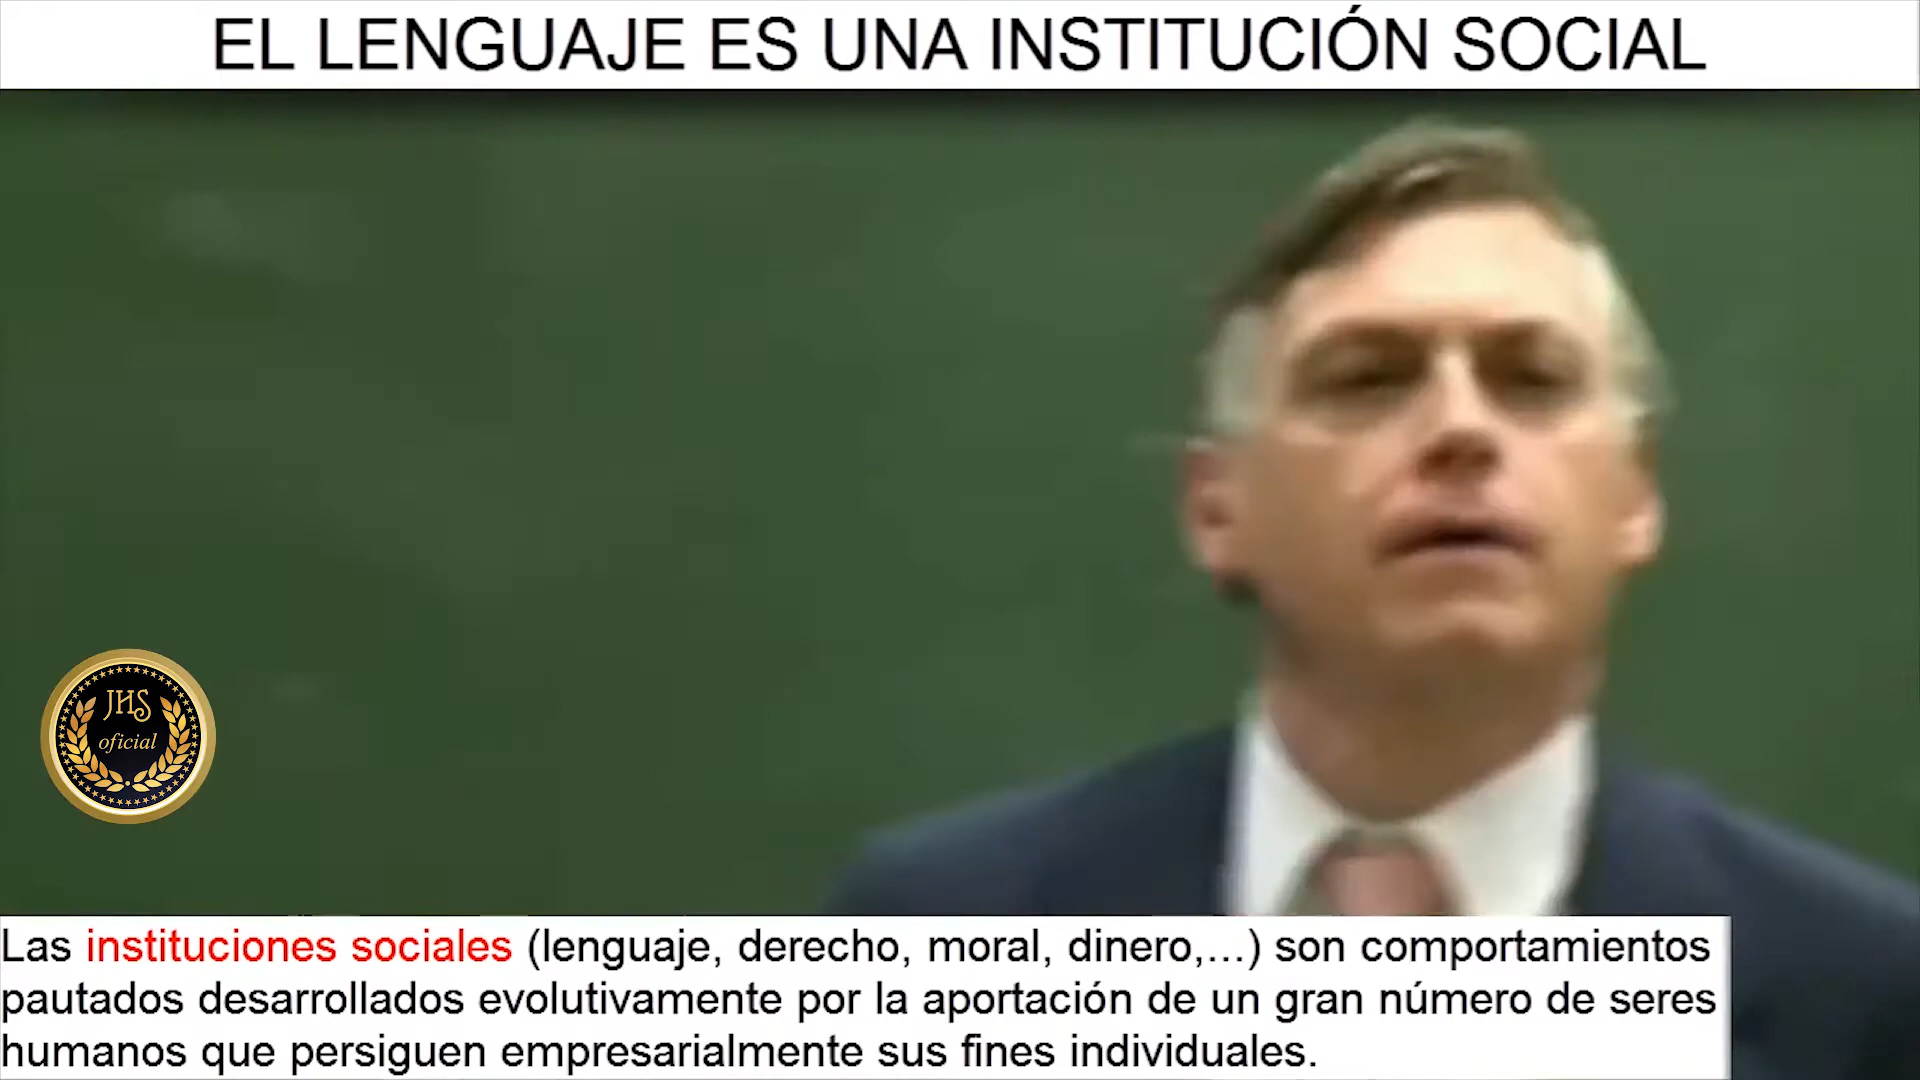 EL LENGUAJE ES UNA INSTITUCIÓN SOCIAL
JHS
oficial
Las instituciones sociales (lenguaje, derecho, moral, dinero,...) son comportamientos
pautados desarrollados evolutivamente por la aportación de un gran número de seres
humanos que persiguen empresarialmente sus fines individuales.